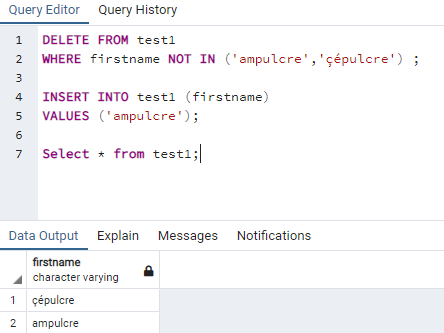 Query Editor Query History
1 DELETE FROM test1
2 WHERE firstname NOT IN ('ampulcre','çépulcre') ;
3
4 INSERT INTO test1 (firstname)
5 VALUES ('ampulcre');
6
7 Select * from test1;
Data Output Explain Messages Notifications
firstname
character varying
1 çépulcre
2 ampulcre